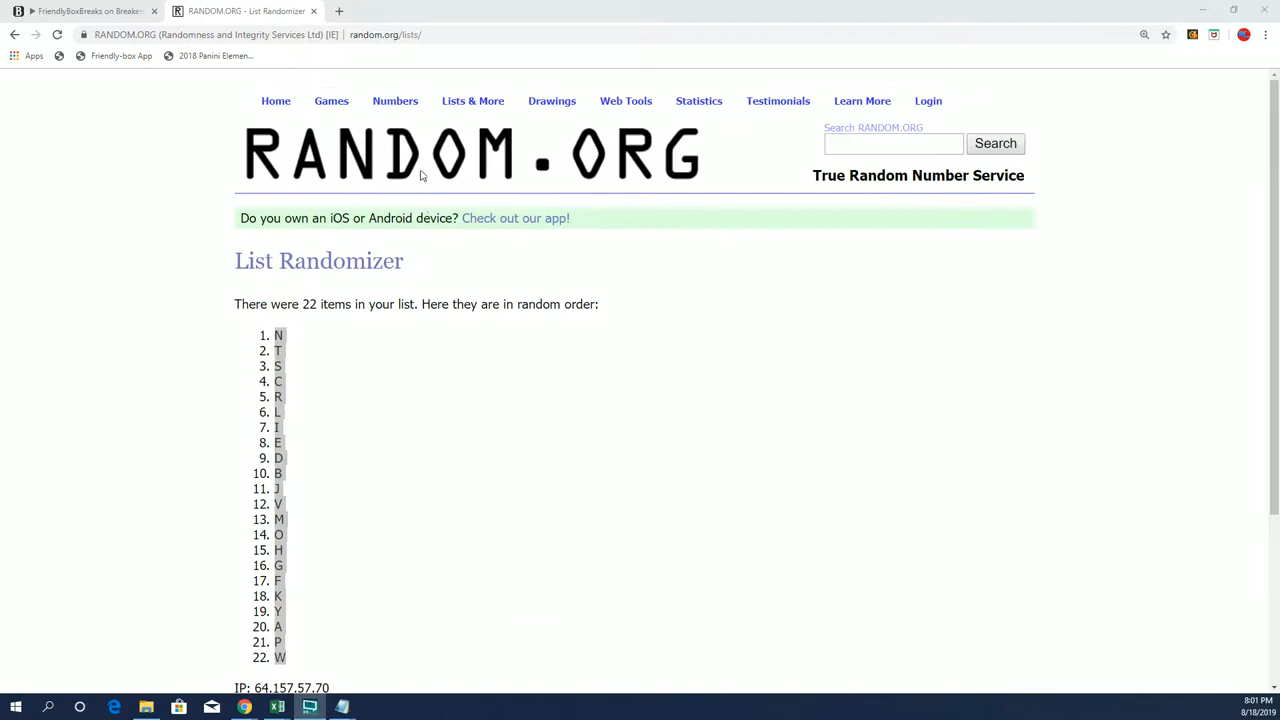 FriendlyBoxBreaks on Breaker
RANDOM.ORG - List Randomizer
RANDOM.ORG (Randomness and Integrity Services Ltd) [IE] | random.org/lists/
Apps
Friendly-box App
2018 Panini Elemen...
Home Games Numbers Lists & More Drawings Web Tools Statistics Testimonials Learn More Login
RANDOM.ORG
Search RANDOM.ORG
Search
True Random Number Service
Do you own an iOS or Android device? Check out our app!
List Randomizer
There were 22 items in your list. Here they are in random order:
1. N
2. T
3. S
4. C
5. R
6. L
7. I
8. E
9. D
10. B
11. J
12. V
13. M
14. O
15. H
16. G
17. F
18. K
19. Y
20. A
21. P
22. W
IP: 64.157.57.70
8:01 PM
8/18/2019